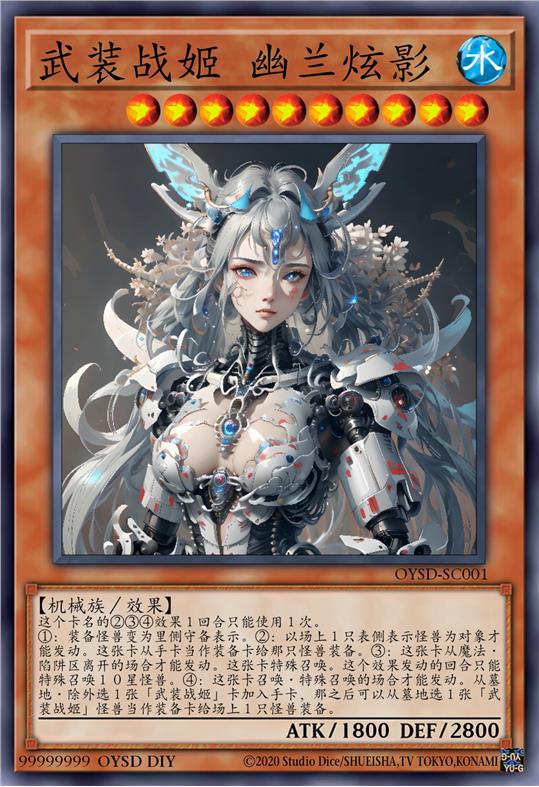 武装战姬 幽兰炫影
水
OYSD-SC001
【机械族／效果】
这个卡名的②③④效果１回合只能使用１次。
①：装备怪兽变为里侧守备表示。②：以场上１只表侧表示怪兽为对象才
能发动。这张卡从手卡当作装备卡给那只怪兽装备。③：这张卡从魔法·
陷阱区离开的场合才能发动。这张卡特殊召唤。这个效果发动的回合只能
特殊召唤１０星怪兽。④：这张卡召唤·特殊召唤的场合才能发动。从墓
地·除外选１张「武装战姬」卡加入手卡，那之后可以从墓地选１张「武
装战姬」怪兽当作装备卡给场上１只怪兽装备。
ATK/1800 DEF/2800
99999999 OYSD DIY ©2020 Studio Dice/SHUEISHA,TV TOKYO,KONAMI